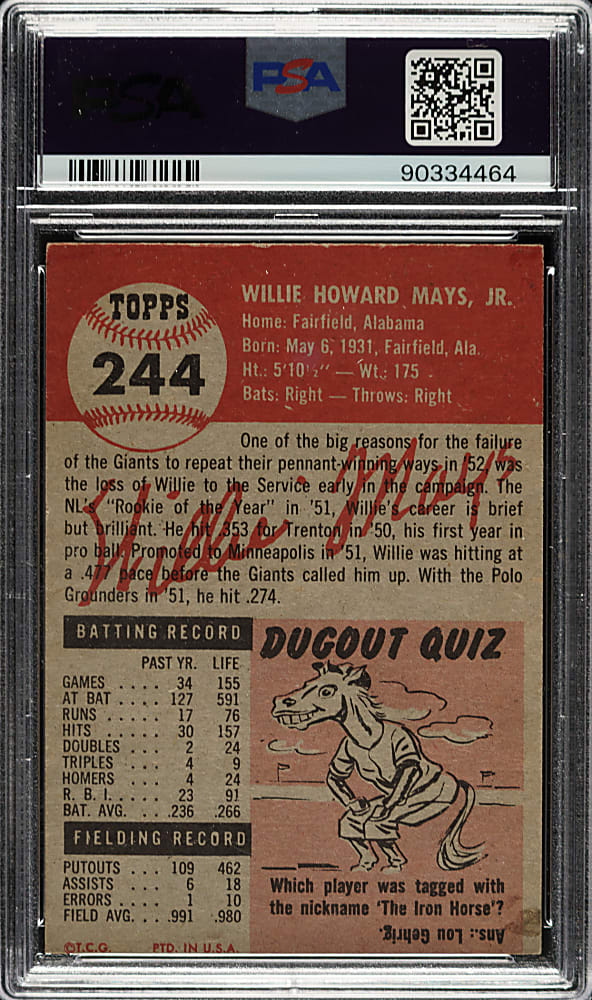 PSA
PSA
90334464
TOPPS
244
WILLIE HOWARD MAYS, JR.
Home: Fairfield, Alabama
Born: May 6, 1931, Fairfield, Ala.
Ht.: 5'10½" — Wt.: 175
Bats: Right — Throws: Right
One of the big reasons for the failure
of the Giants to repeat their pennant-winning ways in '52, was
the loss of Willie to the Service early in the campaign. The
NL's "Rookie of the Year" in '51, Willie's career is brief
but brilliant. He hit .353 for Trenton in '50, his first year in
pro ball. Promoted to Minneapolis in '51, Willie was hitting at
a .477 pace before the Giants called him up. With the Polo
Grounders in '51, he hit .274.
Willie Mays
BATTING RECORD
PAST YR. LIFE
GAMES .... 34 155
AT BAT .... 127 591
RUNS .... 17 76
HITS .... 30 157
DOUBLES .... 2 24
TRIPLES .... 4 9
HOMERS .... 4 24
R. B. I. .... 23 91
BAT. AVG. ... .236 .266
FIELDING RECORD
PUTOUTS .... 109 462
ASSISTS .... 6 18
ERRORS .... 1 10
FIELD AVG. ... .991 .980
©T.C.G. PTD. IN U.S.A.
DUGOUT QUIZ
Which player was tagged with
the nickname 'The Iron Horse'?
Ans.: Lou Gehrig.